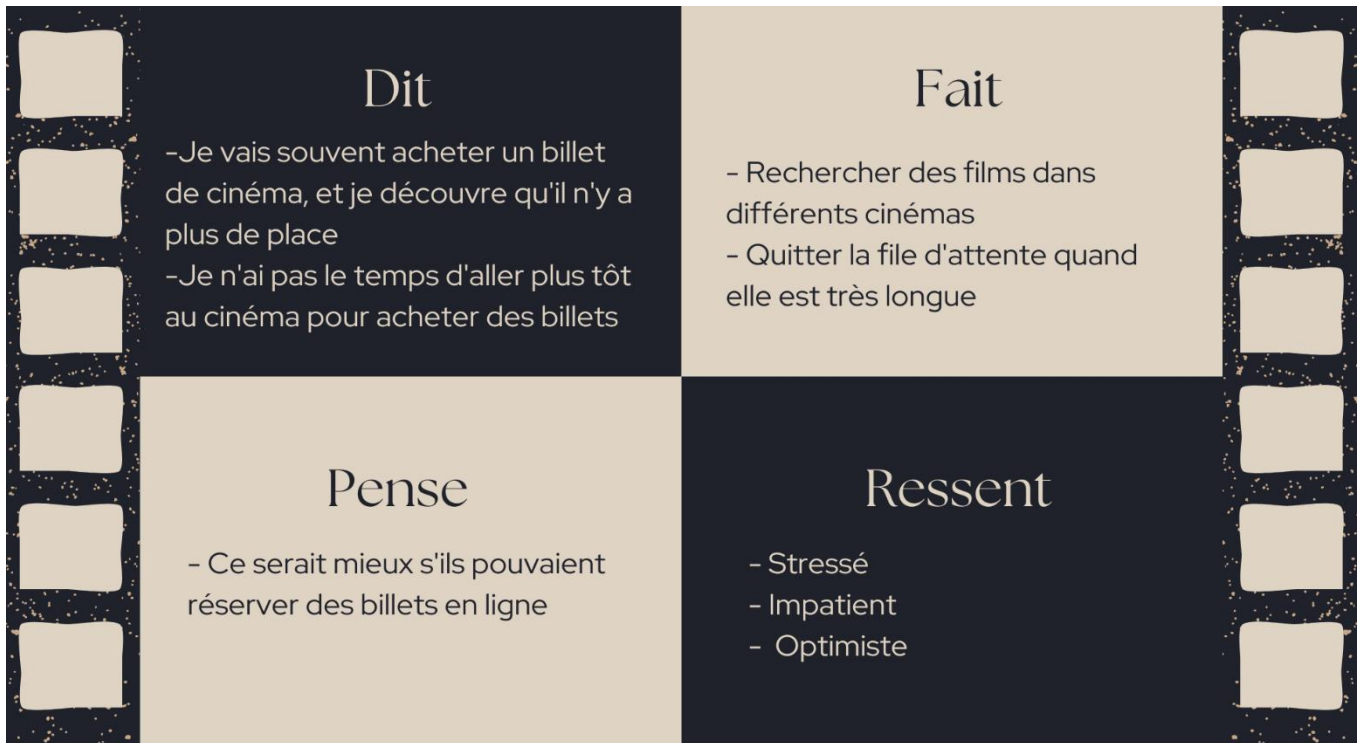 Dit
-Je vais souvent acheter un billet
de cinéma, et je découvre qu'il n'y a
plus de place
-Je n'ai pas le temps d'aller plus tôt
au cinéma pour acheter des billets
Fait
- Rechercher des films dans
différents cinémas
- Quitter la file d'attente quand
elle est très longue
Pense
- Ce serait mieux s'ils pouvaient
réserver des billets en ligne
Ressent
- Stressé
- Impatient
- Optimiste